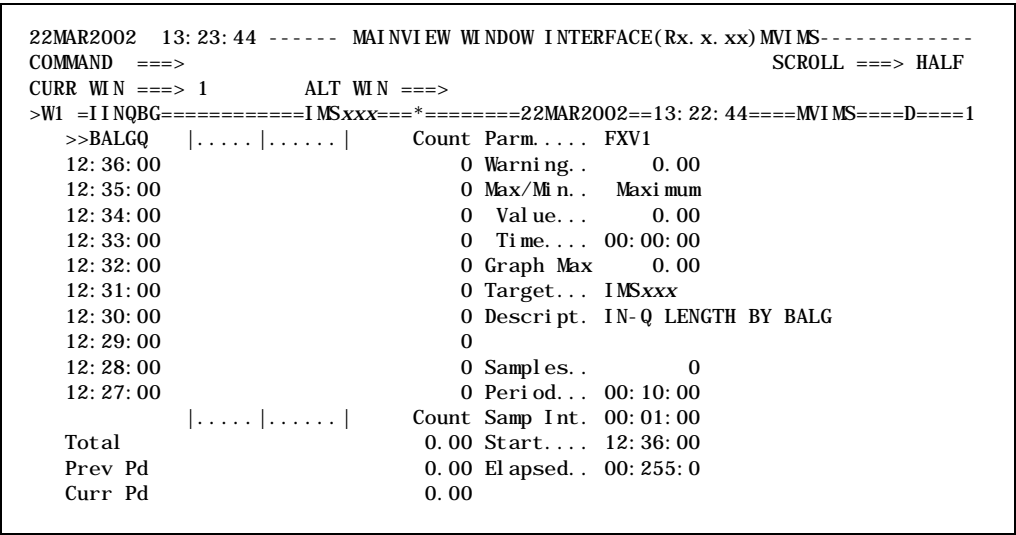 22MAR2002  13:23:44 ------ MAINVIEW WINDOW INTERFACE(Rx.x.xx)MVIMS-------------
COMMAND  ===>                                                 SCROLL ===> HALF
CURR WIN ===> 1        ALT WIN ===>
>W1 =IINQBG============IMSxxx===*========22MAR2002==13:22:44====MVIMS====D====1
   >>BALGQ   |.....|......|      Count Parm.....  FXV1
   12:36:00                          0 Warning..     0.00
   12:35:00                          0 Max/Min..  Maximum
   12:34:00                          0  Value...     0.00
   12:33:00                          0  Time.... 00:00:00
   12:32:00                          0 Graph Max     0.00
   12:31:00                          0 Target... IMSxxx
   12:30:00                          0 Descript. IN-Q LENGTH BY BALG
   12:29:00                          0
   12:28:00                          0 Samples..        0
   12:27:00                          0 Period... 00:10:00
             |.....|......|      Count Samp Int. 00:01:00
   Total                          0.00 Start.... 12:36:00
   Prev Pd                        0.00 Elapsed.. 00:255:0
   Curr Pd                        0.00